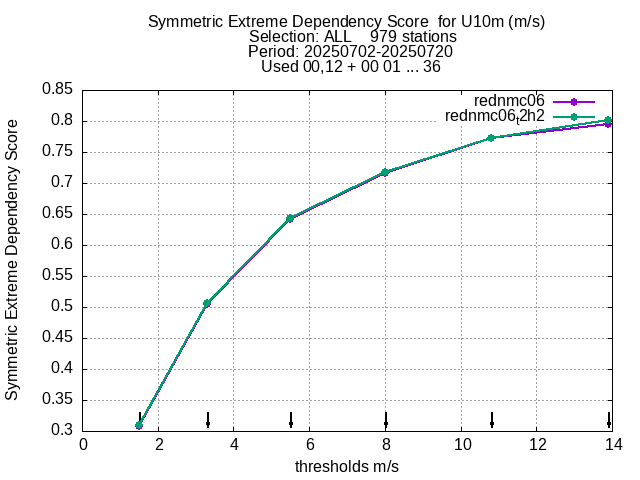 Symmetric Extreme Dependency Score  for U10m (m/s)
Selection: ALL    979 stations
Period: 20250702-20250720
Used 00,12 + 00 01 ... 36
rednmc06
rednmc06_t2h2
Symmetric Extreme Dependency Score
0.85
0.8
0.75
0.7
0.65
0.6
0.55
0.5
0.45
0.4
0.35
0.3
0 2 4 6 8 10 12 14
thresholds m/s